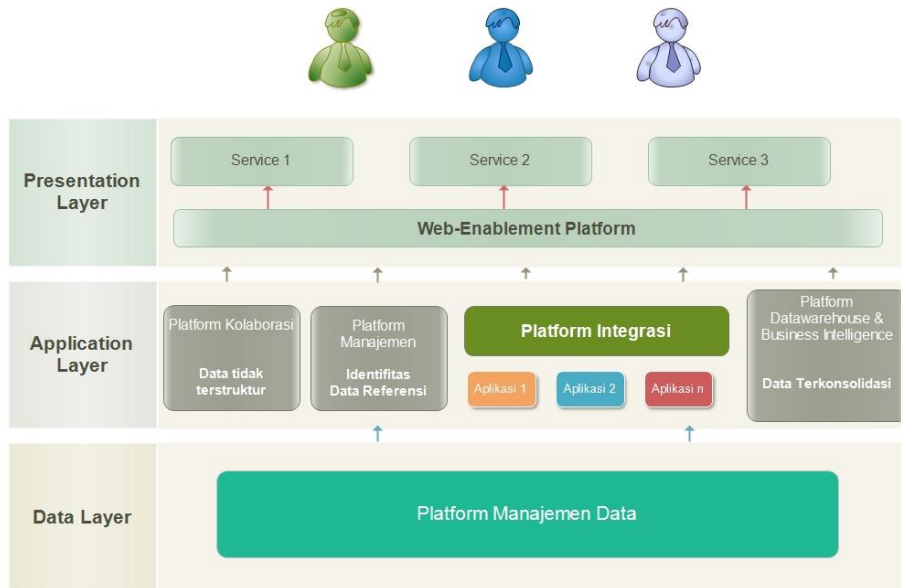 Service 1
Service 2
Service 3
Presentation
Layer
Web-Enablement Platform
Application
Layer
Platform Kolaborasi
Data tidak
terstruktur
Platform
Manajemen
Identifitas
Data Referensi
Platform Integrasi
Aplikasi 1
Aplikasi 2
Aplikasi n
Platform
Datawarehouse &
Business Intelligence
Data Terkonsolidasi
Data Layer
Platform Manajemen Data